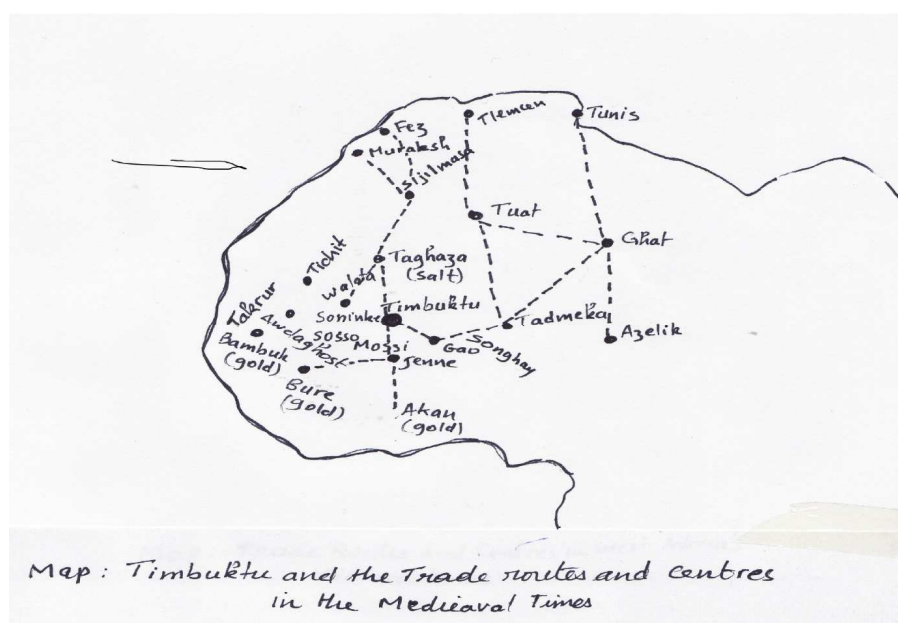 Tlemcen
Tunis
Fez
Muraksh
Sijilmasa
Tuat
Ghat
Tichit
Taghaza
(salt)
Walata
Timbuktu
Soninke
Takrur
Awdaghost
Sosso
Mossi
Tadmeka
Azelik
Bambuk
(gold)
Gao
Songhay
Jenne
Bure
(gold)
Akan
(gold)
Map: Timbuktu and the Trade routes and centres
in the Medieaval Times